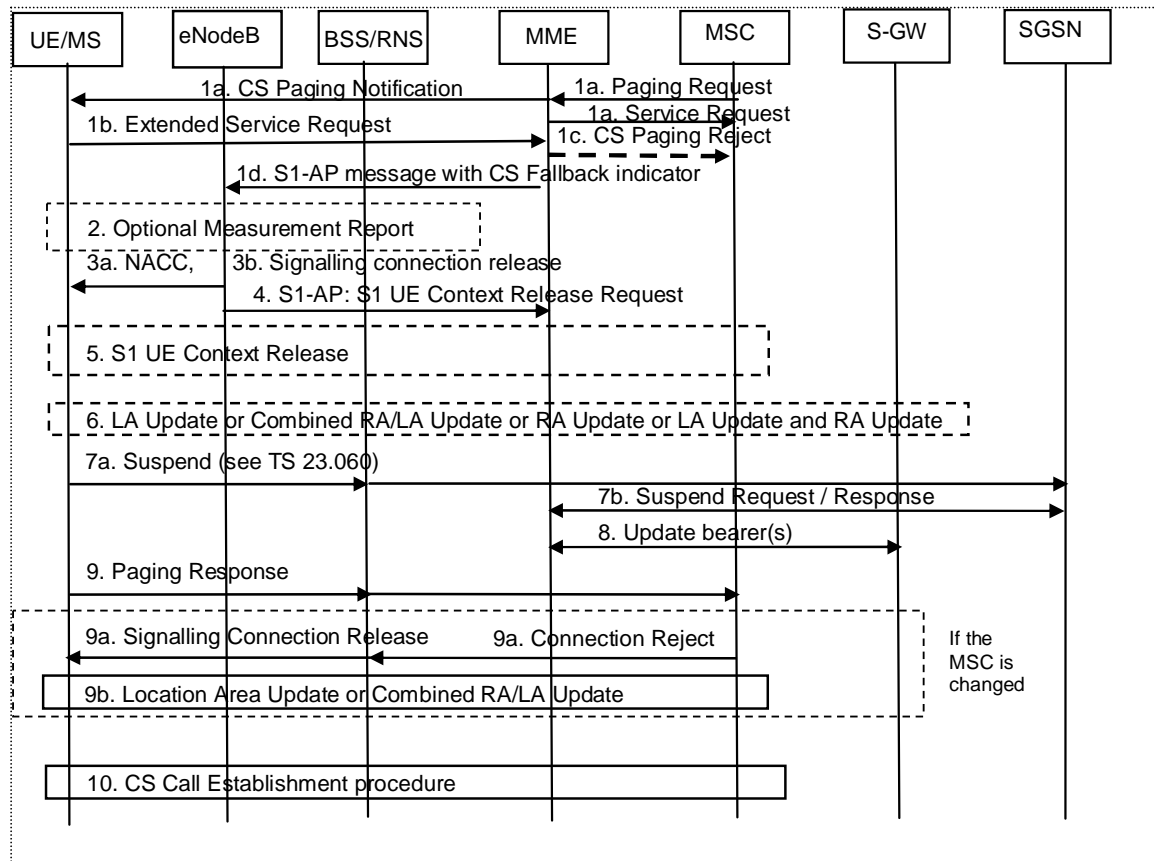 UE/MS
eNodeB
BSS/RNS
MME
MSC
S-GW
SGSN
1a. CS Paging Notification
1a. Paging Request
1a. Service Request
1b. Extended Service Request
1c. CS Paging Reject
1d. S1-AP message with CS Fallback indicator
2. Optional Measurement Report
3a. NACC,
3b. Signalling connection release
4. S1-AP: S1 UE Context Release Request
5. S1 UE Context Release
6. LA Update or Combined RA/LA Update or RA Update or LA Update and RA Update
7a. Suspend (see TS 23.060)
7b. Suspend Request / Response
8. Update bearer(s)
9. Paging Response
9a. Signalling Connection Release
9a. Connection Reject
If the
MSC is
changed
9b. Location Area Update or Combined RA/LA Update
10. CS Call Establishment procedure